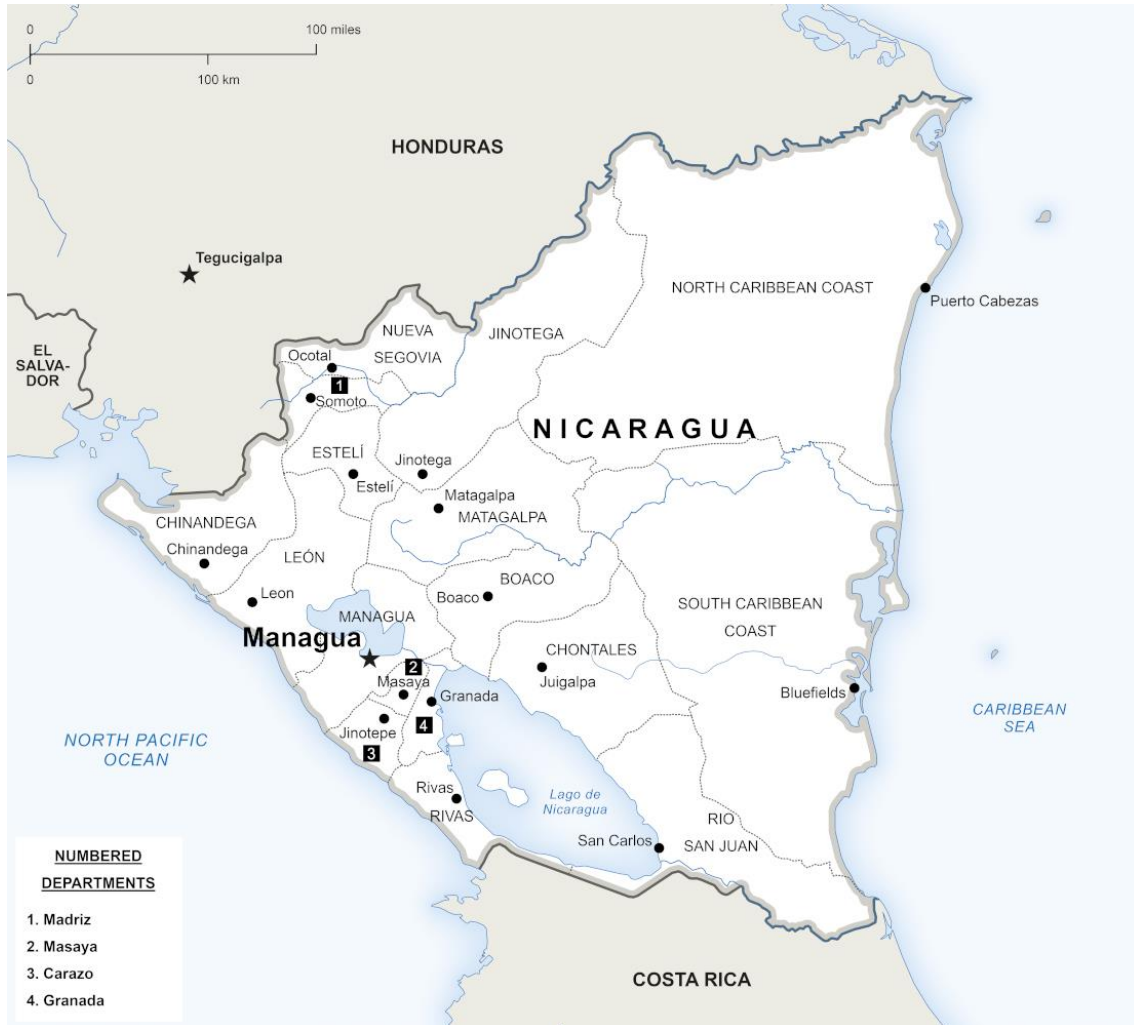 0 100 miles
0 100 km
HONDURAS
Tegucigalpa
EL
SALVA-
DOR
NORTH CARIBBEAN COAST
Puerto Cabezas
NUEVA
SEGOVIA
JINOTEGA
Ocotal
1
Somoto
NICARAGUA
ESTELÍ
Estelí
Jinotega
Matagalpa
MATAGALPA
CHINANDEGA
Chinandega
LEÓN
Leon
BOACO
Boaco
MANAGUA
Managua
SOUTH CARIBBEAN
COAST
CHONTALES
Juigalpa
2
Masaya
Granada
4
Jinotepe
3
Bluefields
CARIBBEAN
SEA
NORTH PACIFIC
OCEAN
Rivas
RIVAS
Lago de
Nicaragua
San Carlos
RIO
SAN JUAN
COSTA RICA
NUMBERED
DEPARTMENTS
1. Madriz
2. Masaya
3. Carazo
4. Granada